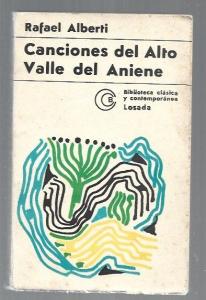 Rafael Alberti
Canciones del Alto
Valle del Aniene
Biblioteca clásica
y contemporánea
Losada